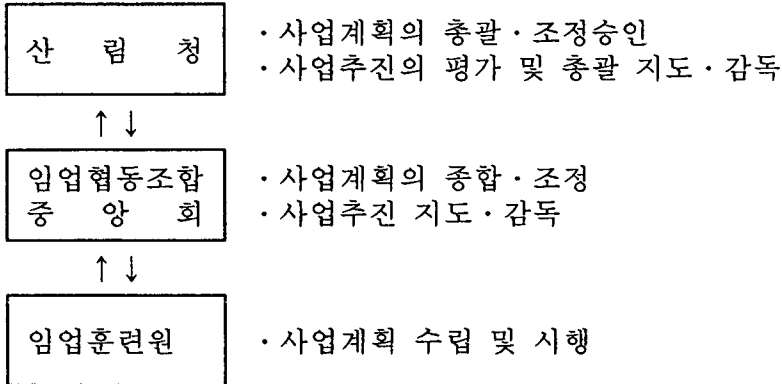 산 림 청
·사업계획의 총괄·조정승인
·사업추진의 평가 및 총괄 지도·감독
↑↓
임업협동조합
중 앙 회
·사업계획의 종합·조정
·사업추진 지도·감독
↑↓
임업훈련원
·사업계획 수립 및 시행